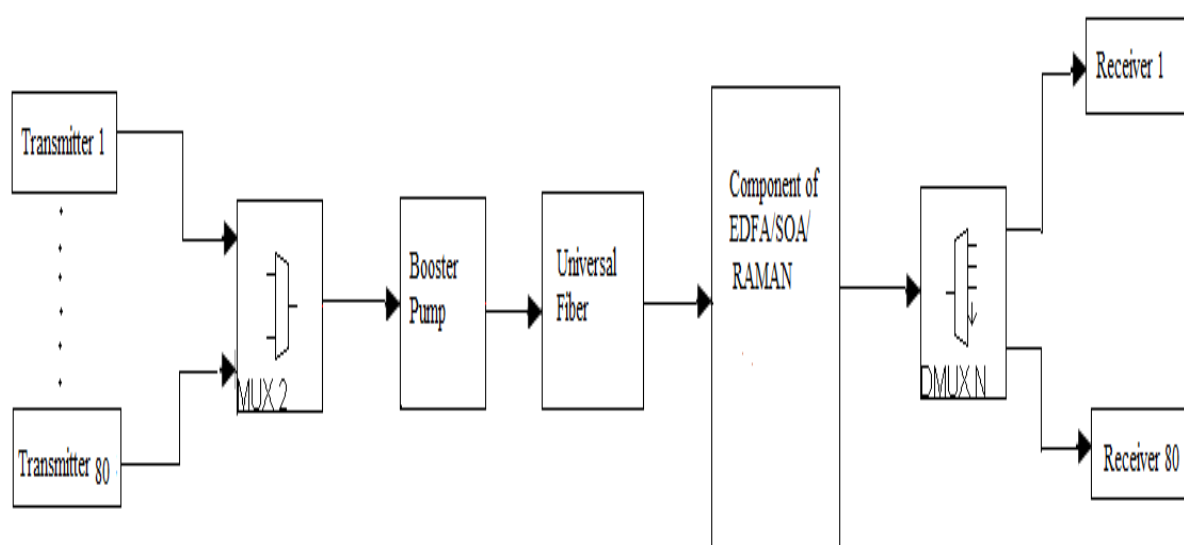 Transmitter 1
Transmitter 80
MUX 2
Booster
Pump
Universal
Fiber
Component of
EDFA/SOA/
RAMAN
DMUX N
Receiver 1
Receiver 80